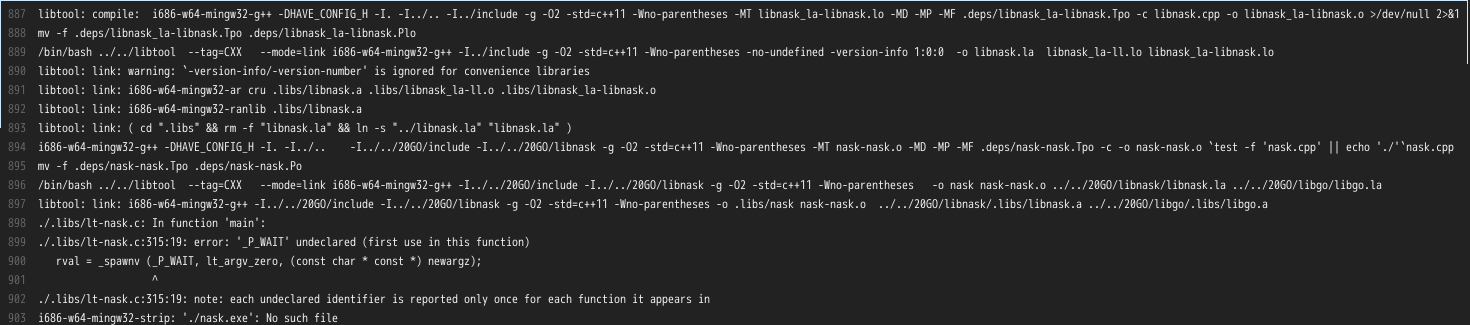 887 libtool: compile:  i686-w64-mingw32-g++ -DHAVE_CONFIG_H -I. -I../.. -I../include -g -O2 -std=c++11 -Wno-parentheses -MT libnask_la-libnask.lo -MD -MP -MF .deps/libnask_la-libnask.Tpo -c libnask.cpp -o libnask_la-libnask.o >/dev/null 2>&1
888 mv -f .deps/libnask_la-libnask.Tpo .deps/libnask_la-libnask.Plo
889 /bin/bash ../../libtool  --tag=CXX   --mode=link i686-w64-mingw32-g++ -I../include -g -O2 -std=c++11 -Wno-parentheses -no-undefined -version-info 1:0:0  -o libnask.la  libnask_la-ll.lo libnask_la-libnask.lo
890 libtool: link: warning: `-version-info/-version-number' is ignored for convenience libraries
891 libtool: link: i686-w64-mingw32-ar cru .libs/libnask.a .libs/libnask_la-ll.o .libs/libnask_la-libnask.o
892 libtool: link: i686-w64-mingw32-ranlib .libs/libnask.a
893 libtool: link: ( cd ".libs" && rm -f "libnask.la" && ln -s "../libnask.la" "libnask.la" )
894 i686-w64-mingw32-g++ -DHAVE_CONFIG_H -I. -I../..    -I../../20GO/include -I../../20GO/libnask -g -O2 -std=c++11 -Wno-parentheses -MT nask-nask.o -MD -MP -MF .deps/nask-nask.Tpo -c -o nask-nask.o `test -f 'nask.cpp' || echo './'`nask.cpp
895 mv -f .deps/nask-nask.Tpo .deps/nask-nask.Po
896 /bin/bash ../../libtool  --tag=CXX   --mode=link i686-w64-mingw32-g++ -I../../20GO/include -I../../20GO/libnask -g -O2 -std=c++11 -Wno-parentheses   -o nask nask-nask.o ../../20GO/libnask/libnask.la ../../20GO/libgo/libgo.la
897 libtool: link: i686-w64-mingw32-g++ -I../../20GO/include -I../../20GO/libnask -g -O2 -std=c++11 -Wno-parentheses -o .libs/nask nask-nask.o  ../../20GO/libnask/.libs/libnask.a ../../20GO/libgo/.libs/libgo.a
898 ./.libs/lt-nask.c: In function 'main':
899 ./.libs/lt-nask.c:315:19: error: '_P_WAIT' undeclared (first use in this function)
900    rval = _spawnv (_P_WAIT, lt_argv_zero, (const char * const *) newargz);
901                    ^
902 ./.libs/lt-nask.c:315:19: note: each undeclared identifier is reported only once for each function it appears in
903 i686-w64-mingw32-strip: './nask.exe': No such file